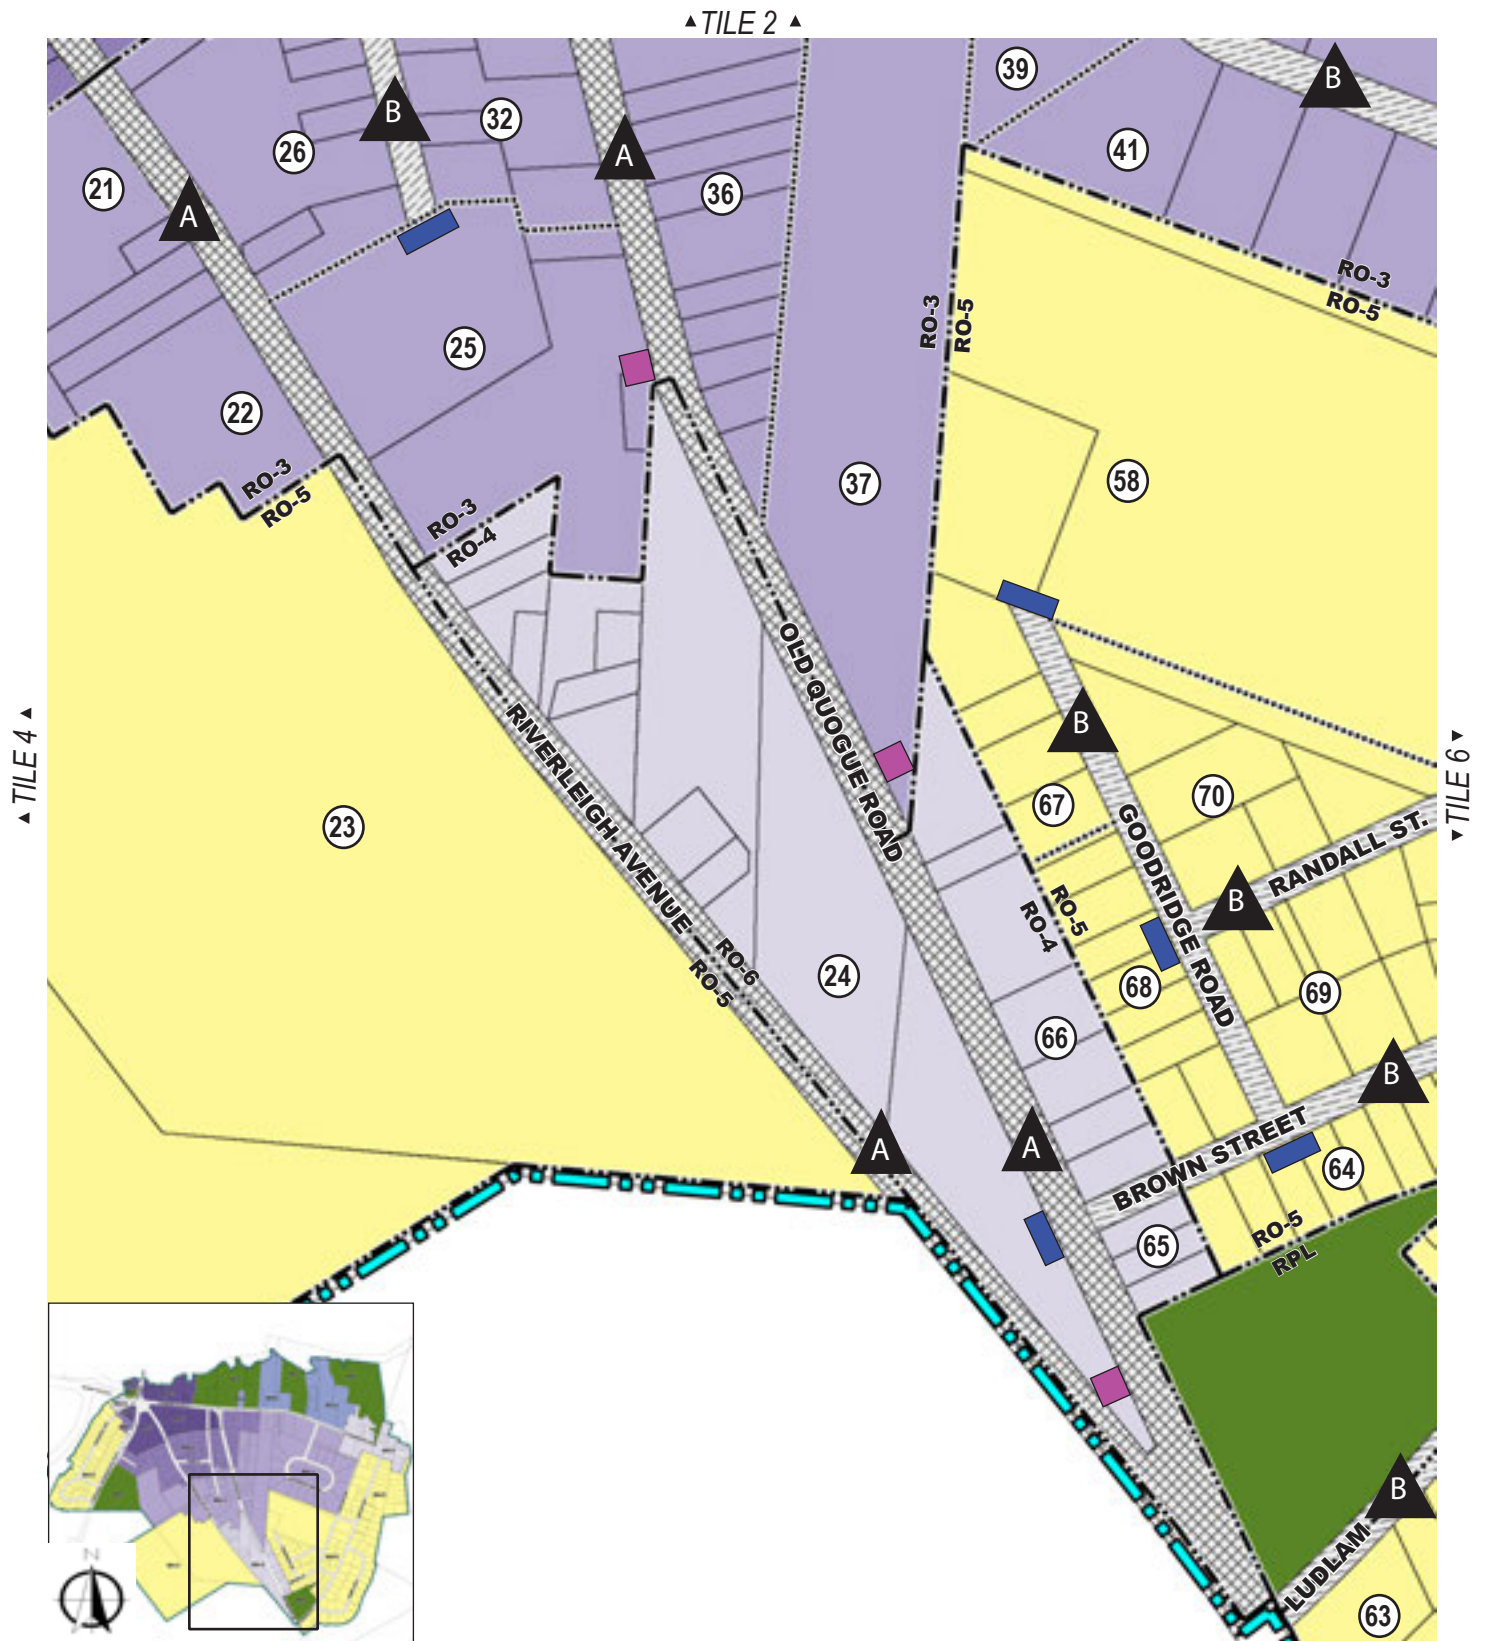 ▲ TILE 2 ▲
39
B
B
32
26
A
41
21
36
A
RO-3
RO-5
RO-3
RO-5
25
22
RO-3
RO-5
37
58
RO-3
RO-4
OLD QUOGUE ROAD
▲ TILE 4 ▲
TILE 6
RIVERLEIGH AVENUE
B
67
70
GOODRIDGE ROAD
RANDALL ST.
23
B
RO-5
RO-4
RO-6
RO-5
24
68
69
66
B
A
A
BROWN STREET
64
65
RO-5
RPL
B
LUDLAM
N
63